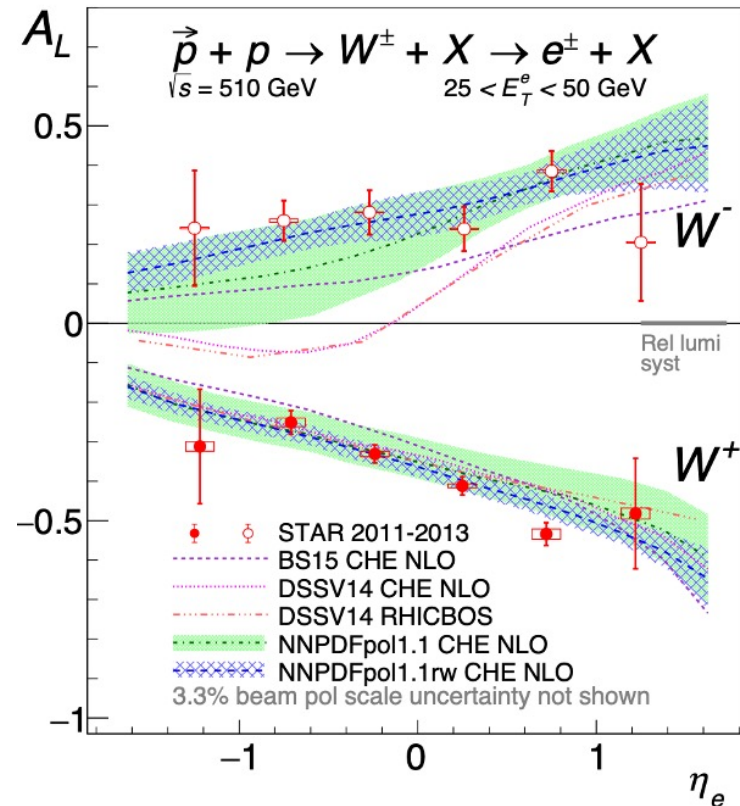 A_L
p⃗ + p → W± + X → e± + X
√s = 510 GeV 25 < E_T^e < 50 GeV
0.5
W-
0
Rel lumi
syst
W+
−0.5
STAR 2011-2013
BS15 CHE NLO
DSSV14 CHE NLO
DSSV14 RHICBOS
NNPDFpol1.1 CHE NLO
NNPDFpol1.1rw CHE NLO
3.3% beam pol scale uncertainty not shown
−1
−1 0 1
η_e